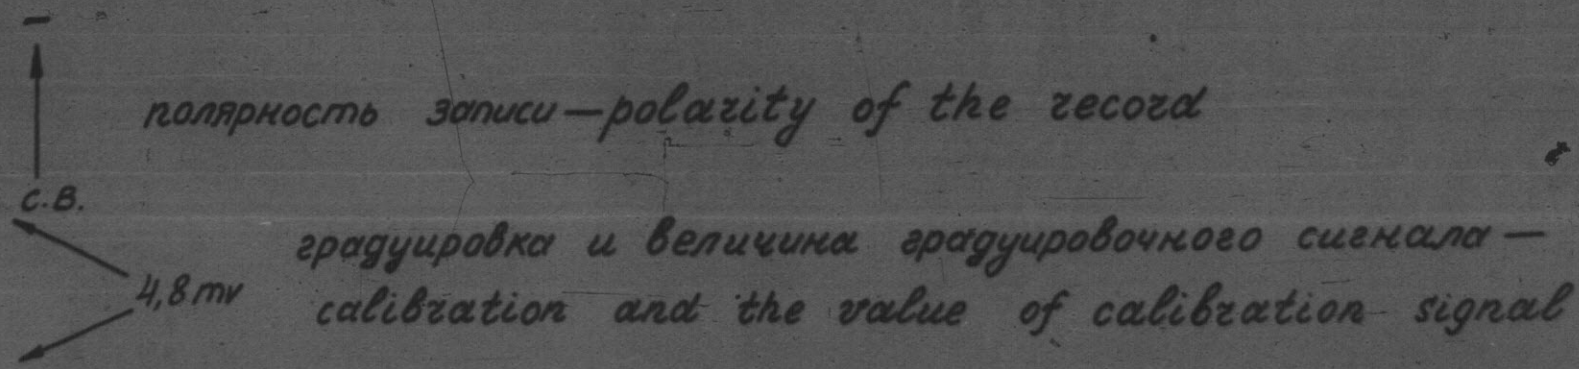 −
полярность записи — polarity of the record
с.в.
градуировка и величина градуировочного сигнала —
4,8 mv
calibration and the value of calibration signal